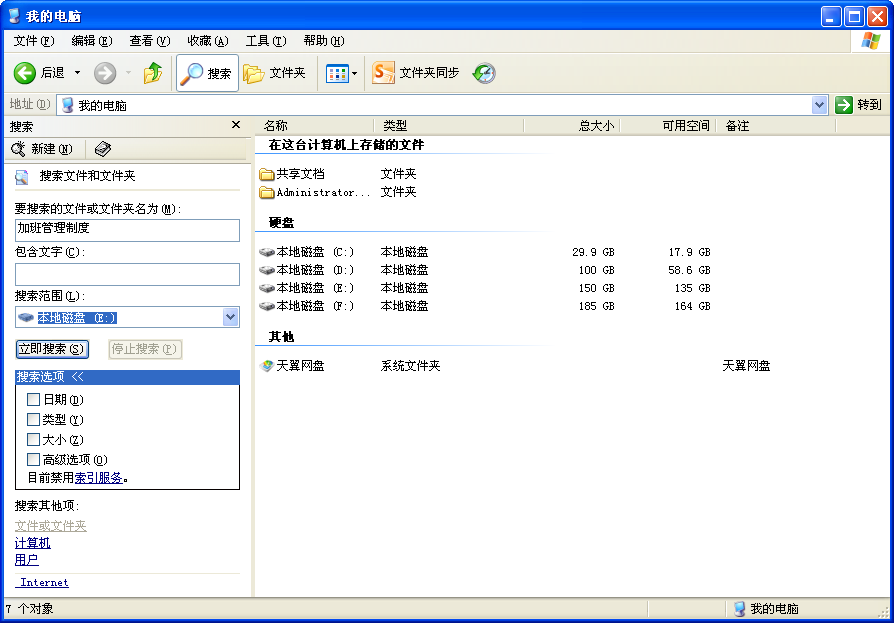 我的电脑
文件(F) 编辑(E) 查看(V) 收藏(A) 工具(T) 帮助(H)
后退 搜索 文件夹 文件夹同步
地址(D) 我的电脑 转到
搜索
新建(N)
搜索文件和文件夹
要搜索的文件或文件夹名为(M):
加班管理制度
包含文字(C):
搜索范围(L):
本地磁盘 (E:)
立即搜索(S) 停止搜索(P)
搜索选项 <<
日期(D)
类型(Y)
大小(Z)
高级选项(O)
目前禁用索引服务。
搜索其他项:
文件或文件夹
计算机
用户
Internet
名称 类型 总大小 可用空间 备注
在这台计算机上存储的文件
共享文档 文件夹
Administrator... 文件夹
硬盘
本地磁盘 (C:) 本地磁盘 29.9 GB 17.9 GB
本地磁盘 (D:) 本地磁盘 100 GB 58.6 GB
本地磁盘 (E:) 本地磁盘 150 GB 135 GB
本地磁盘 (F:) 本地磁盘 185 GB 164 GB
其他
天翼网盘 系统文件夹 天翼网盘
7 个对象 我的电脑